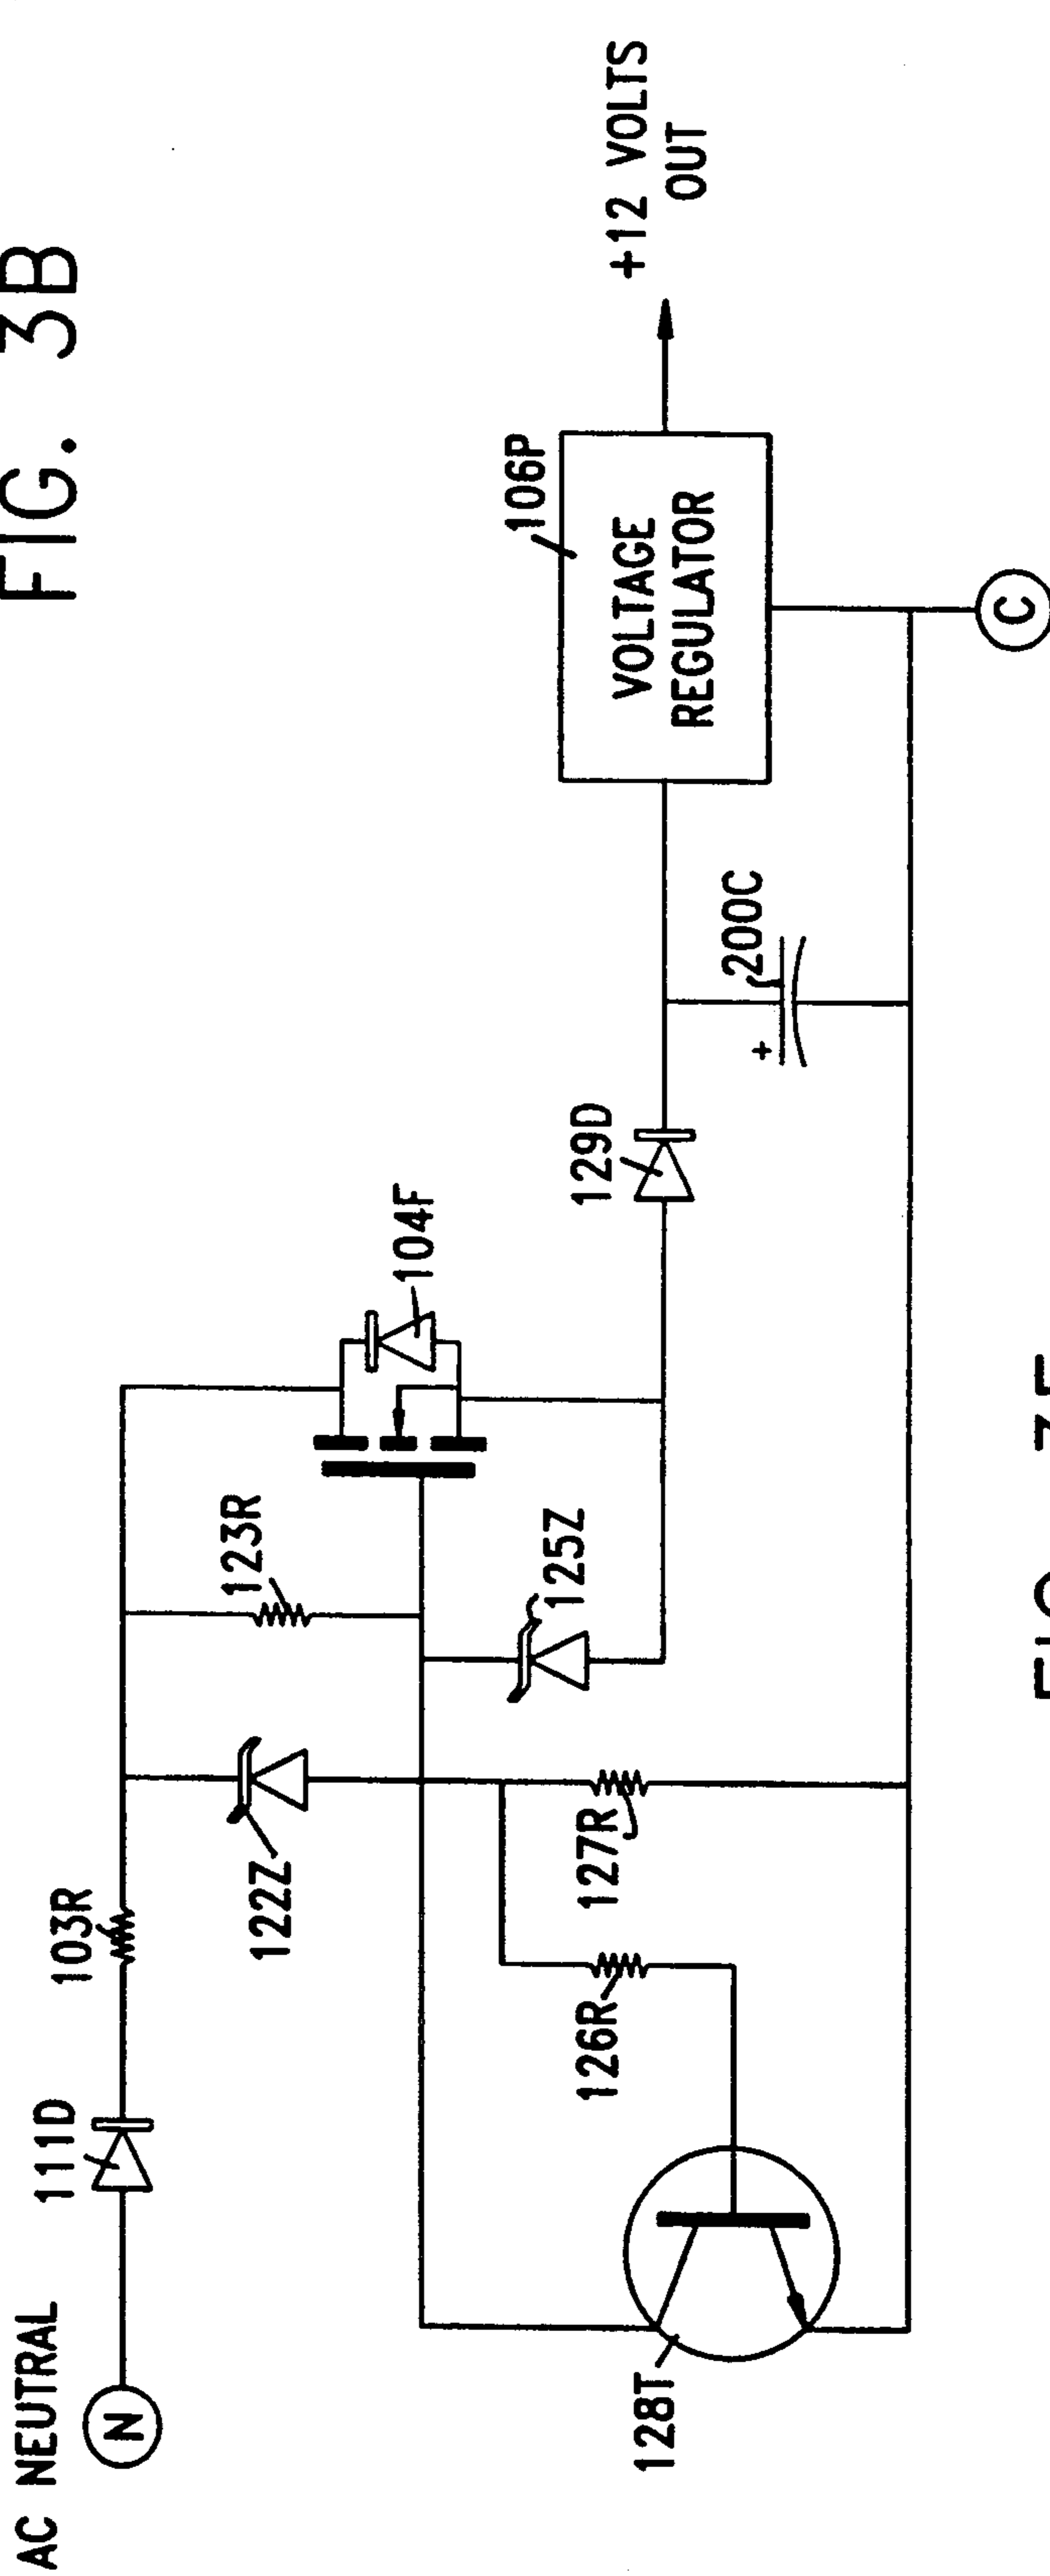 FIG. 3B
AC NEUTRAL
N
111D
103R
122Z
123R
104F
125Z
126R
127R
128T
129D
200C
+
106P
VOLTAGE
REGULATOR
+12 VOLTS
OUT
C